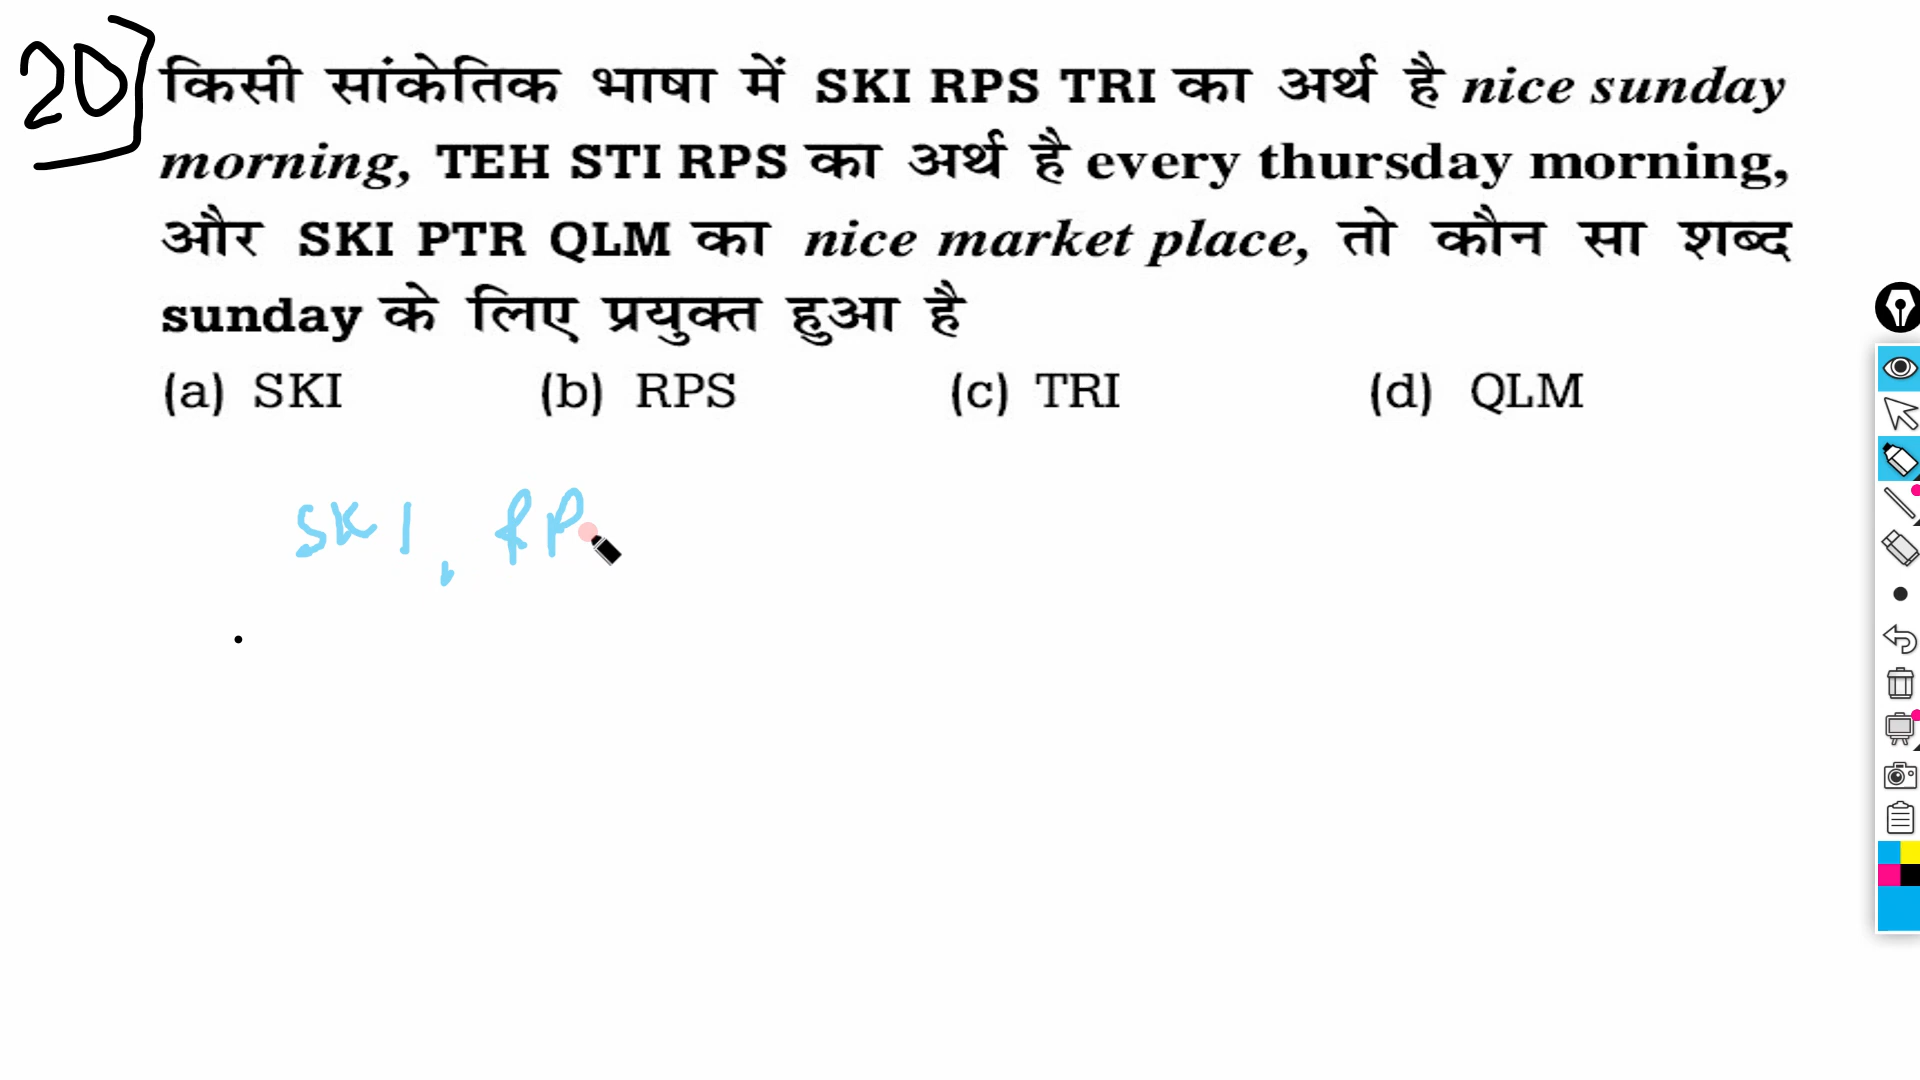 20 किसी सांकेतिक भाषा में SKI RPS TRI का अर्थ है nice sunday
morning, TEH STI RPS का अर्थ है every thursday morning,
और SKI PTR QLM का nice market place, तो कौन सा शब्द
sunday के लिए प्रयुक्त हुआ है
(a) SKI (b) RPS (c) TRI (d) QLM
SKI, RP